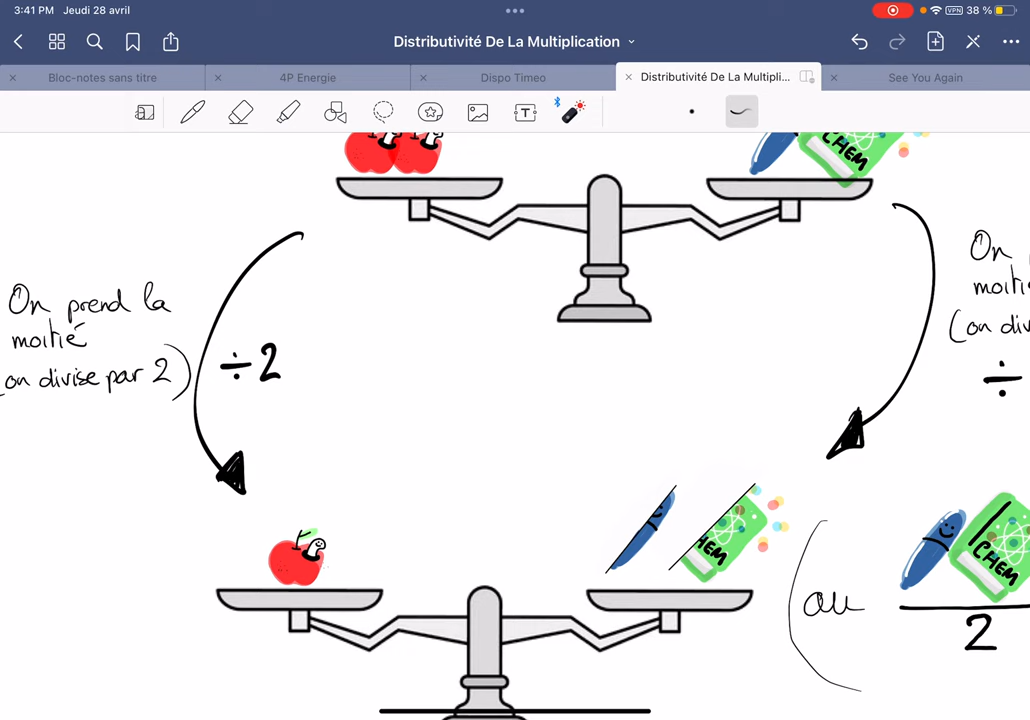 3:41 PM Jeudi 28 avril
VPN 38 %
Distributivité De La Multiplication
Bloc-notes sans titre
4P Energie
Dispo Timeo
Distributivité De La Multipli...
See You Again
T
CHEM
On prend la
moitié
(on divise par 2)
÷2
On
moiti
(on di
÷
HEM
(ou
CHEM
2